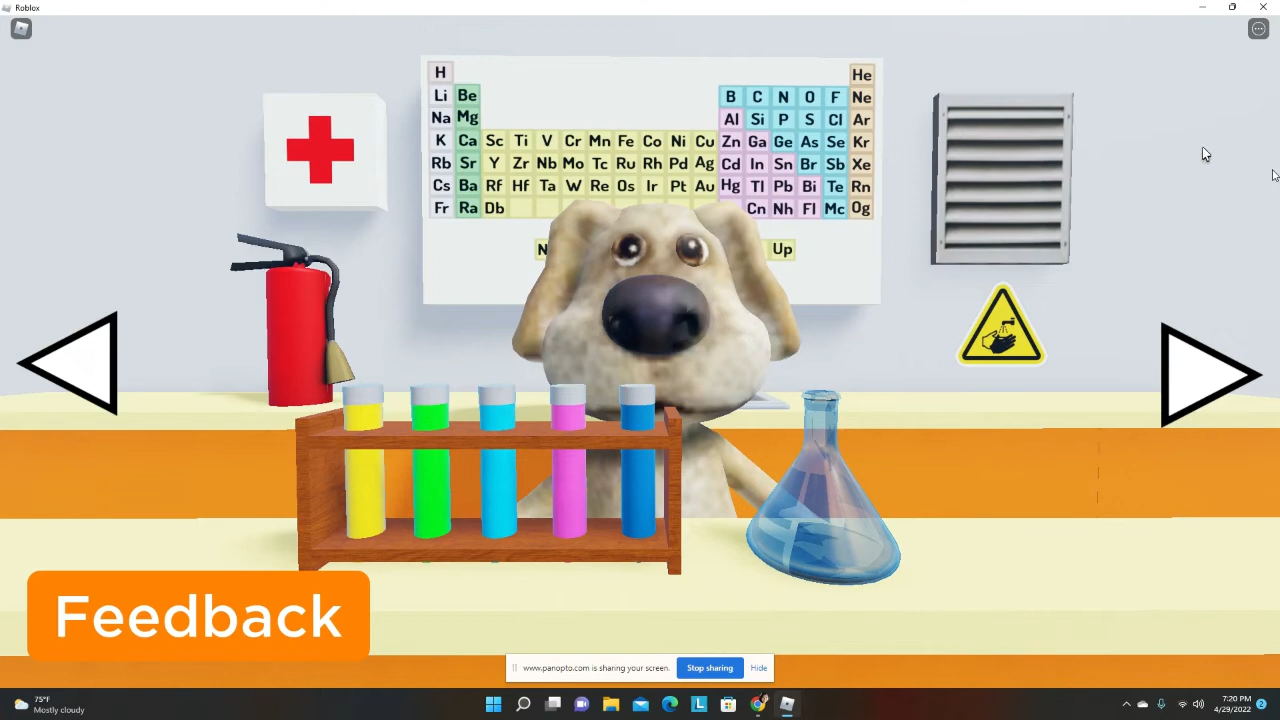 Roblox
H He
Li Be B C N O F Ne
Na Mg Al Si P S Cl Ar
K Ca Sc Ti V Cr Mn Fe Co Ni Cu Zn Ga Ge As Se Kr
Rb Sr Y Zr Nb Mo Tc Ru Rh Pd Ag Cd In Sn Br Sb Xe
Cs Ba Rf Hf Ta W Re Os Ir Pt Au Hg Tl Pb Bi Te Rn
Fr Ra Db Cn Nh Fl Mc Og
Up
Feedback
www.panopto.com is sharing your screen. Stop sharing Hide
75°F
Mostly cloudy
L
7:20 PM
4/29/2022
2